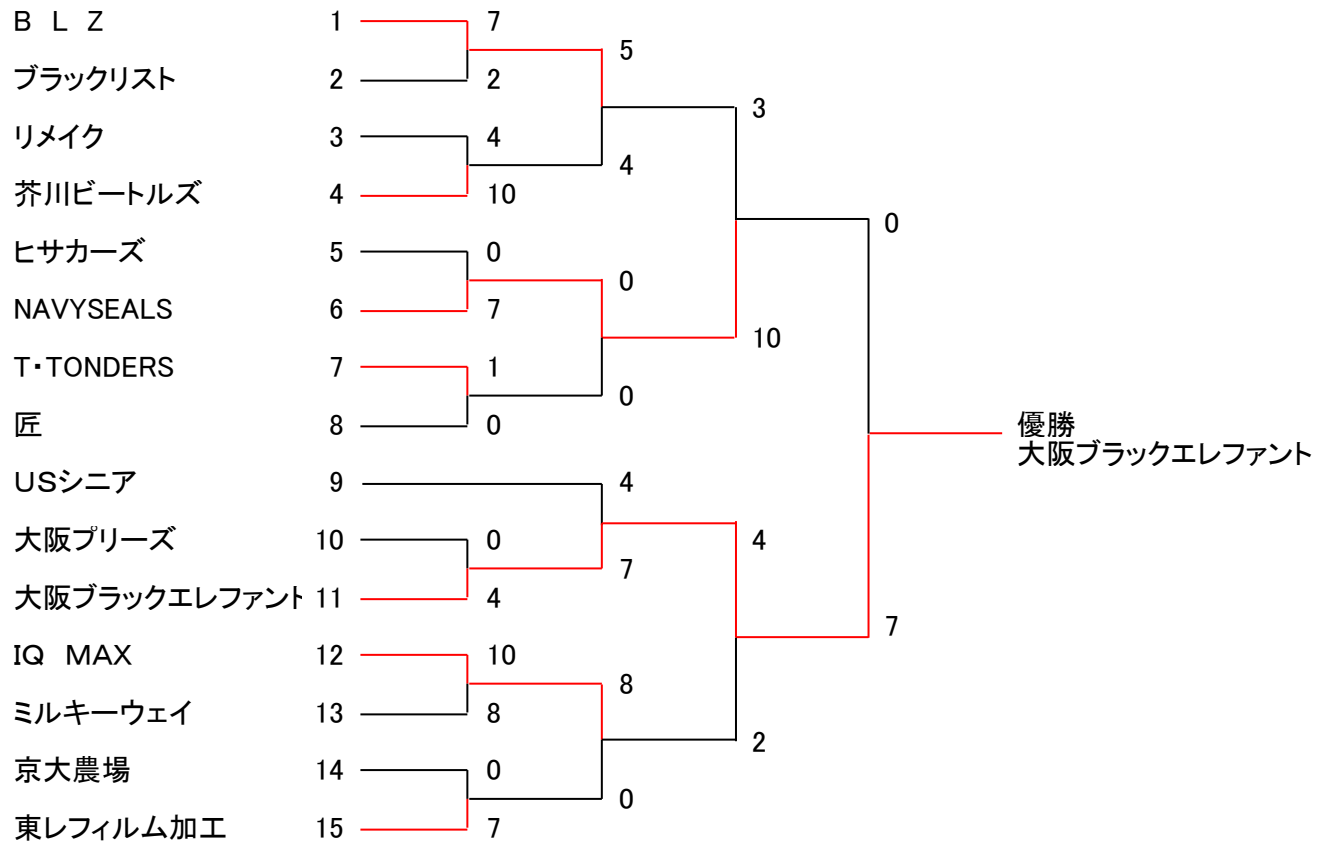 Ｂ　Ｌ　Ｚ 1 7
5
ブラックリスト 2 2
3
リメイク 3 4
4
芥川ビートルズ 4 10
0
ヒサカーズ 5 0
0
NAVYSEALS 6 7
10
T・TONDERS 7 1
0
匠 8 0
優勝
大阪ブラックエレファント
USシニア 9 4
大阪プリーズ 10 0 4
7
大阪ブラックエレファント 11 4
7
IQ　MAX 12 10
8
ミルキーウェイ 13 8
2
京大農場 14 0
0
東レフィルム加工 15 7